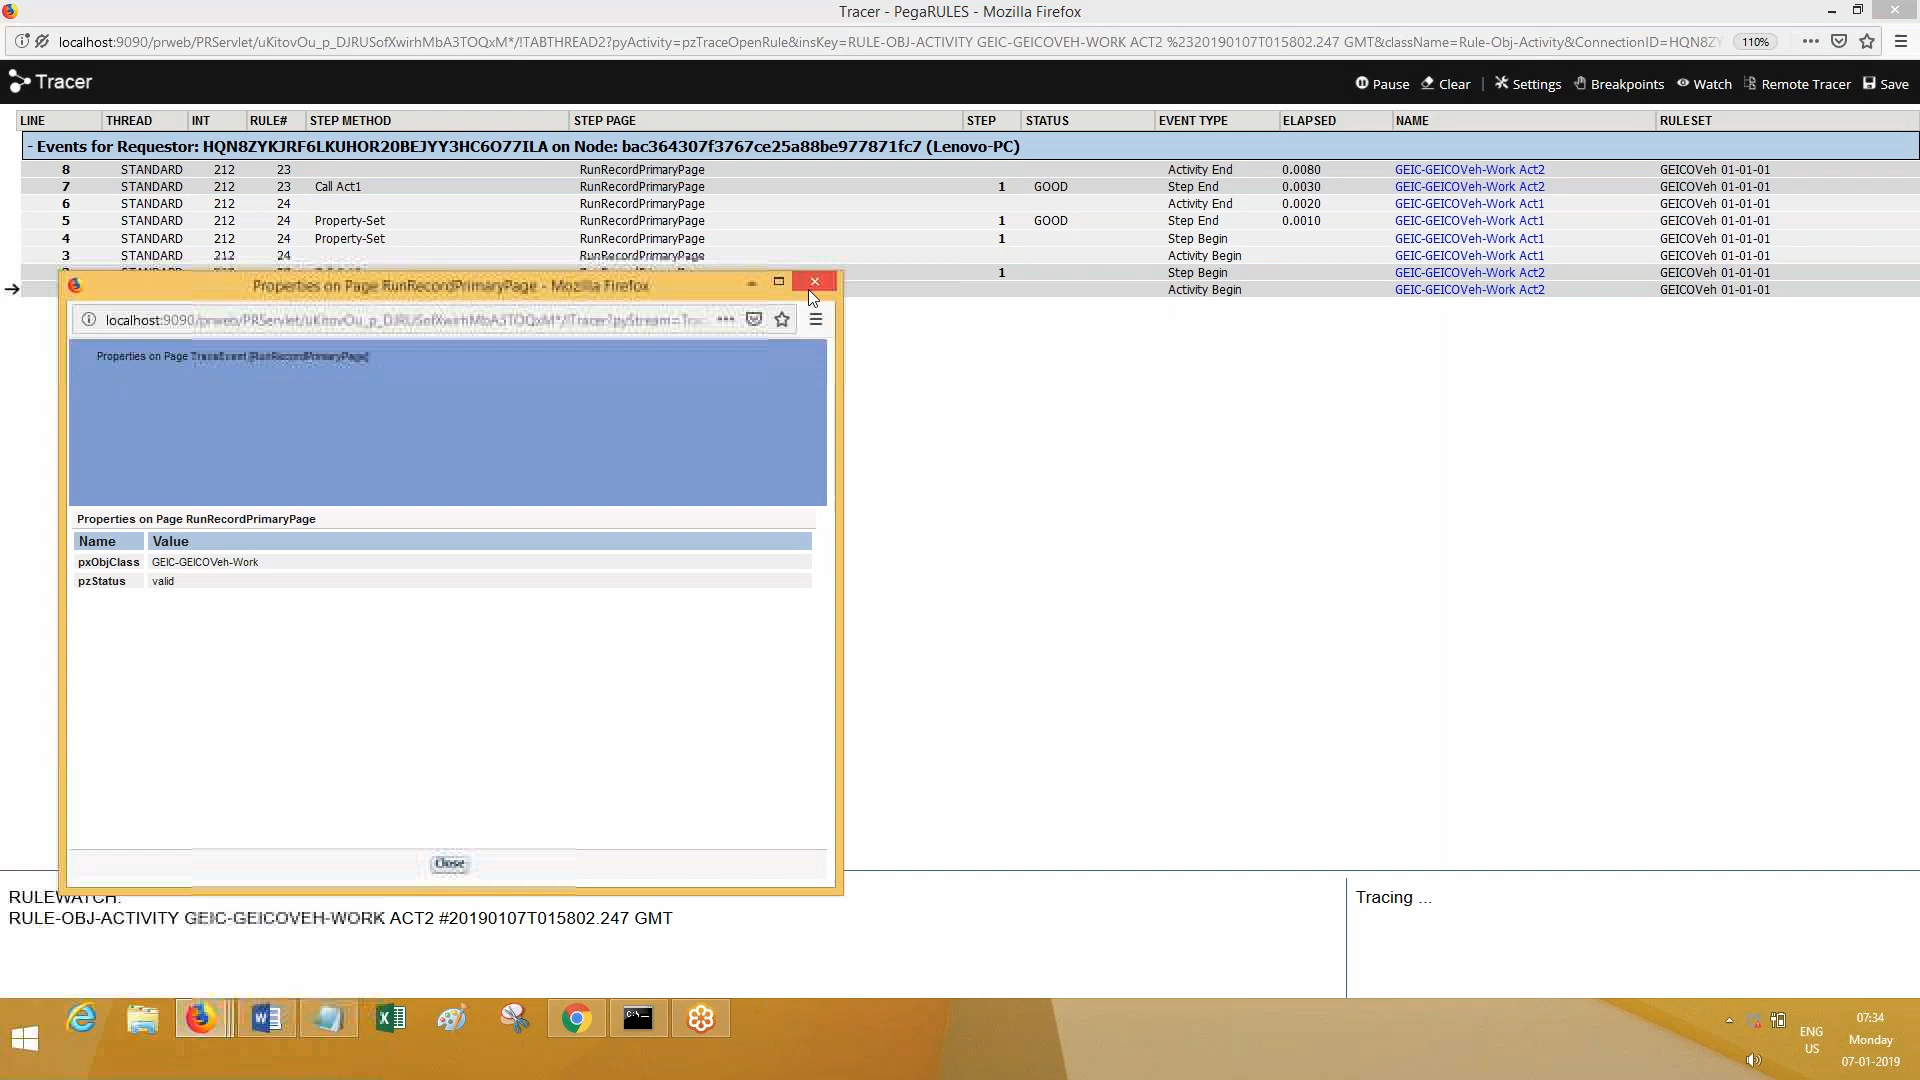 Tracer - PegaRULES - Mozilla Firefox
localhost:9090/prweb/PRServlet/uKitovOu_p_DJRUSofXwirhMbA3TOQxM*/!TABTHREAD2?pyActivity=pzTraceOpenRule&insKey=RULE-OBJ-ACTIVITY GEIC-GEICOVEH-WORK ACT2 %2320190107T015802.247 GMT&className=Rule-Obj-Activity&ConnectionID=HQN8ZY 110%
Tracer Pause Clear | Settings Breakpoints Watch Remote Tracer Save
LINE THREAD INT RULE# STEP METHOD STEP PAGE STEP STATUS EVENT TYPE ELAPSED NAME RULESET
- Events for Requestor: HQN8ZYKJRF6LKUHOR20BEJYY3HC6O77ILA on Node: bac364307f3767ce25a88be977871fc7 (Lenovo-PC)
8 STANDARD 212 23 RunRecordPrimaryPage Activity End 0.0080 GEIC-GEICOVeh-Work Act2 GEICOVeh 01-01-01
7 STANDARD 212 23 Call Act1 RunRecordPrimaryPage 1 GOOD Step End 0.0030 GEIC-GEICOVeh-Work Act2 GEICOVeh 01-01-01
6 STANDARD 212 24 RunRecordPrimaryPage Activity End 0.0020 GEIC-GEICOVeh-Work Act1 GEICOVeh 01-01-01
5 STANDARD 212 24 Property-Set RunRecordPrimaryPage 1 GOOD Step End 0.0010 GEIC-GEICOVeh-Work Act1 GEICOVeh 01-01-01
4 STANDARD 212 24 Property-Set RunRecordPrimaryPage 1 Step Begin GEIC-GEICOVeh-Work Act1 GEICOVeh 01-01-01
3 STANDARD 212 24 RunRecordPrimaryPage Activity Begin GEIC-GEICOVeh-Work Act1 GEICOVeh 01-01-01
1 Step Begin GEIC-GEICOVeh-Work Act2 GEICOVeh 01-01-01
Activity Begin GEIC-GEICOVeh-Work Act2 GEICOVeh 01-01-01
Properties on Page RunRecordPrimaryPage - Mozilla Firefox
localhost:9090/prweb/PRServlet/uKitovOu_p_DJRUSofXwirhMbA3TOQxM*/!Tracer?pyStream=Trac
Properties on Page TraceEvent [RunRecordPrimaryPage]
Properties on Page RunRecordPrimaryPage
Name Value
pxObjClass GEIC-GEICOVeh-Work
pzStatus valid
Close
RULEWATCH:
RULE-OBJ-ACTIVITY GEIC-GEICOVEH-WORK ACT2 #20190107T015802.247 GMT
Tracing ...
ENG
US
07:34
Monday
07-01-2019